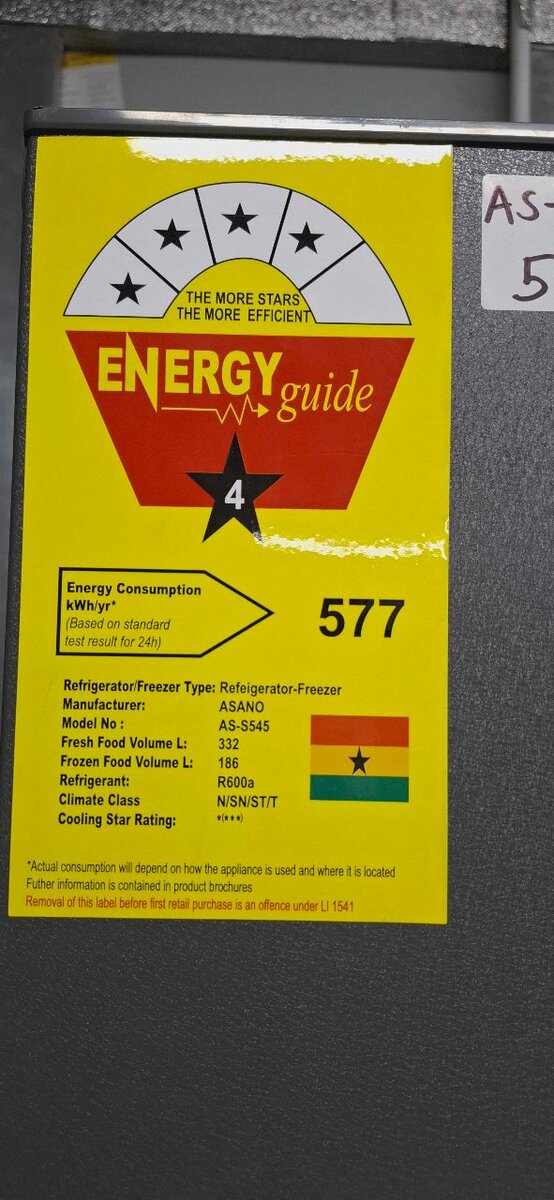 THE MORE STARS
THE MORE EFFICIENT
ENERGY guide
4
Energy Consumption
kWh/yr*
(Based on standard
test result for 24h)
577
Refrigerator/Freezer Type: Refeigerator-Freezer
Manufacturer: ASANO
Model No : AS-S545
Fresh Food Volume L: 332
Frozen Food Volume L: 186
Refrigerant: R600a
Climate Class N/SN/ST/T
Cooling Star Rating: *(***)
*Actual consumption will depend on how the appliance is used and where it is located
Futher information is contained in product brochures
Removal of this label before first retail purchase is an offence under LI 1541
AS-
5